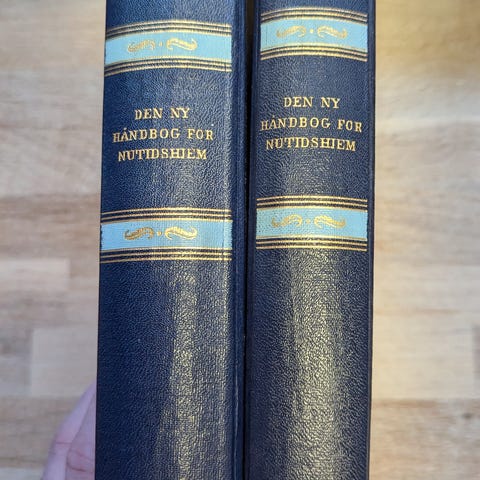 DEN NY
HÅNDBOG FOR
NUTIDSHJEM
DEN NY
HÅNDBOG FOR
NUTIDSHJEM